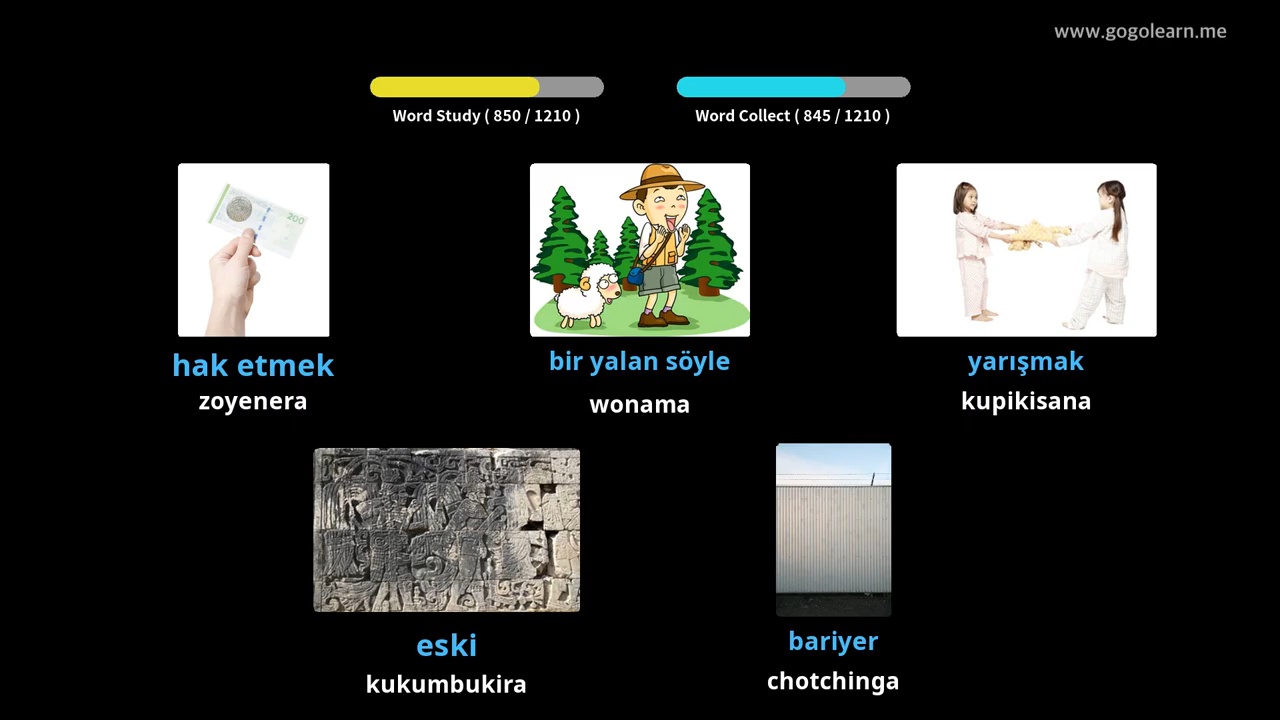 www.gogolearn.me
Word Study ( 850 / 1210 )
Word Collect ( 845 / 1210 )
200
hak etmek
zoyenera
bir yalan söyle
wonama
yarışmak
kupikisana
eski
kukumbukira
bariyer
chotchinga